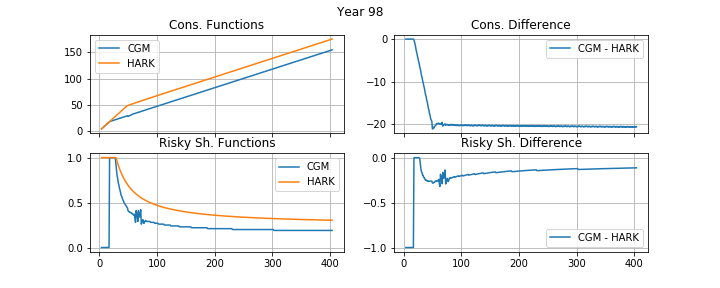 Year 98
Cons. Functions
150
100
50
0
CGM
HARK
Cons. Difference
0
−10
−20
CGM - HARK
Risky Sh. Functions
1.0
0.5
0.0
CGM
HARK
0 100 200 300 400
Risky Sh. Difference
0.0
−0.5
−1.0
CGM - HARK
0 100 200 300 400